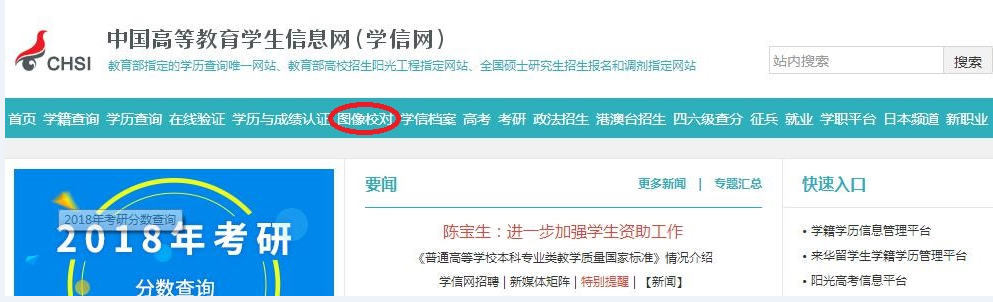 CHSI
中国高等教育学生信息网(学信网)
教育部指定的学历查询唯一网站、教育部高校招生阳光工程指定网站、全国硕士研究生招生报名和调剂指定网站
站内搜索 搜索
首页 学籍查询 学历查询 在线验证 学历与成绩认证 图像校对 学信档案 高考 考研 政法招生 港澳台招生 四六级查分 征兵 就业 学职平台 日本频道 新职业
2018年考研分数查询
2018年考研
分数查询
要闻 更多新闻 | 专题汇总
陈宝生：进一步加强学生资助工作
《普通高等学校本科专业类教学质量国家标准》情况介绍
学信网招聘 | 新媒体矩阵 | 特别提醒 | 【新闻】
快速入口
• 学籍学历信息管理平台
• 来华留学生学籍学历管理平台
• 阳光高考信息平台